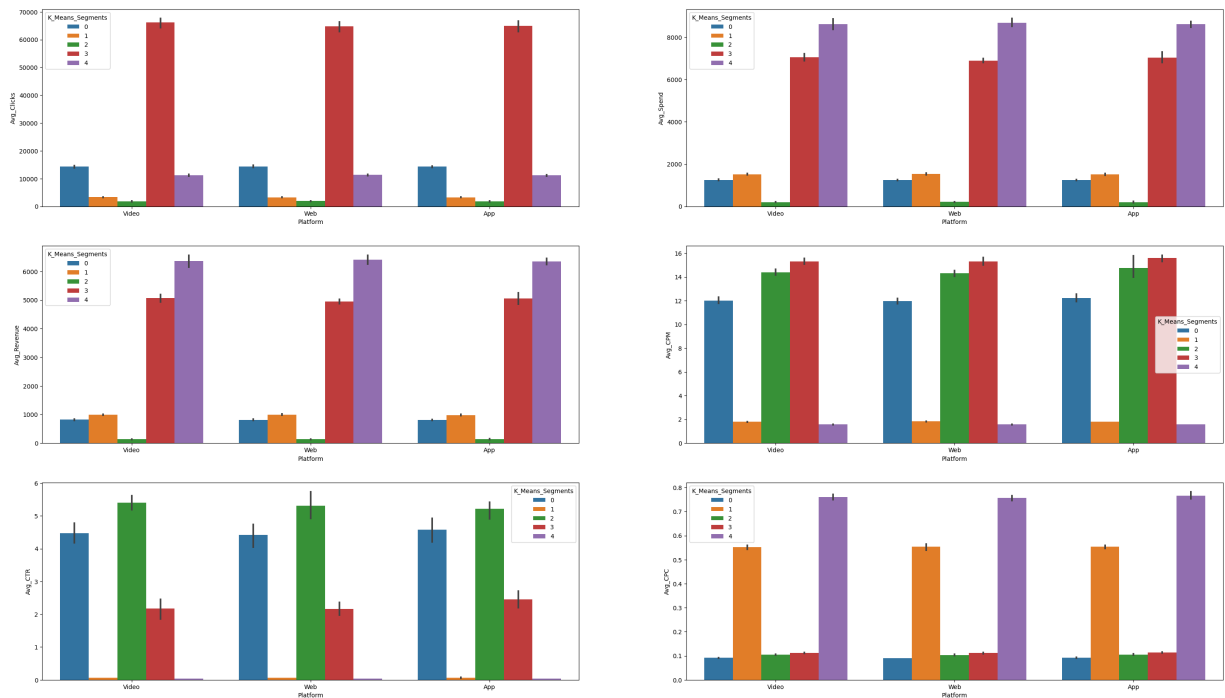 K_Means_Segments
0
1
2
3
4
70000
60000
50000
40000
30000
20000
10000
0
Avg_Clicks
Video
Web
App
Platform
K_Means_Segments
0
1
2
3
4
8000
6000
4000
2000
0
Avg_Spend
Video
Web
App
Platform
K_Means_Segments
0
1
2
3
4
6000
5000
4000
3000
2000
1000
0
Avg_Revenue
Video
Web
App
Platform
16
14
12
10
8
6
4
2
0
Avg_CPM
K_Means_Segments
0
1
2
3
4
Video
Web
App
Platform
6
5
4
3
2
1
0
Avg_CTR
K_Means_Segments
0
1
2
3
4
Video
Web
App
Platform
0.8
0.7
0.6
0.5
0.4
0.3
0.2
0.1
0.0
Avg_CPC
K_Means_Segments
0
1
2
3
4
Video
Web
App
Platform